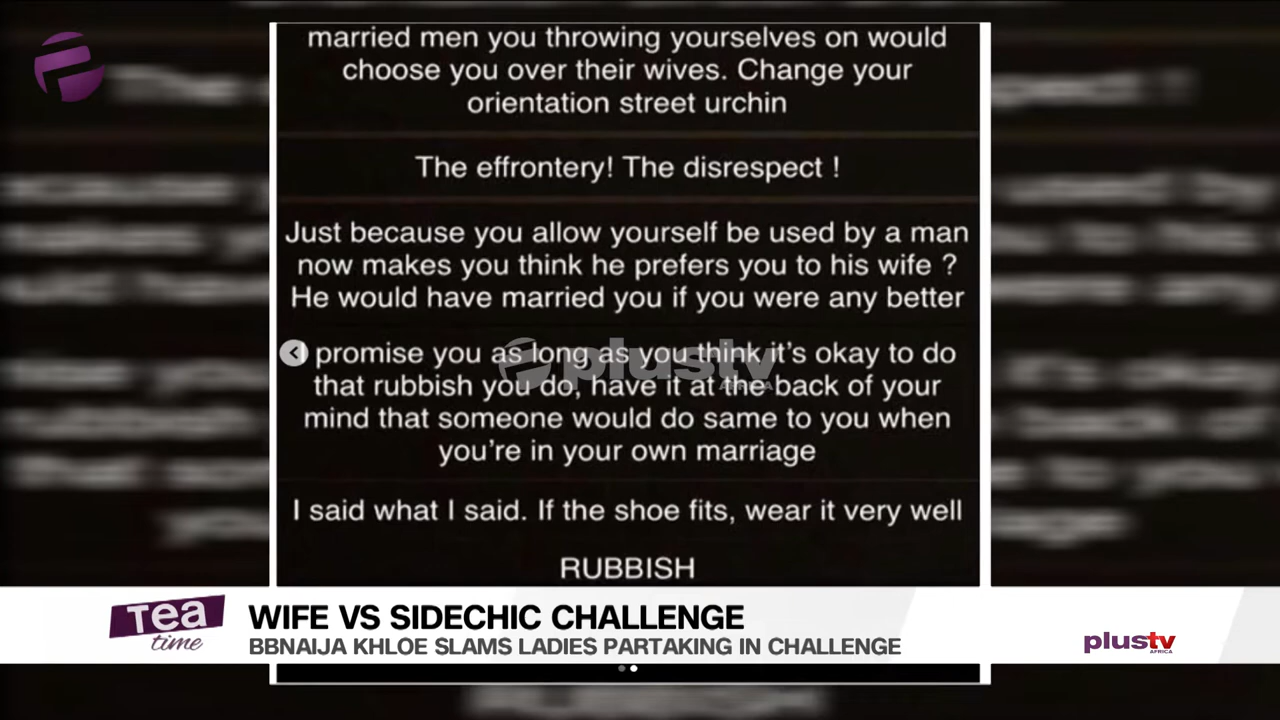 married men you throwing yourselves on would
choose you over their wives. Change your
orientation street urchin
The effrontery! The disrespect !
Just because you allow yourself be used by a man
now makes you think he prefers you to his wife ?
He would have married you if you were any better
I promise you as long as you think it's okay to do
that rubbish you do, have it at the back of your
mind that someone would do same to you when
you're in your own marriage
I said what I said. If the shoe fits, wear it very well
RUBBISH
plustv
AFRICA
Tea
time
WIFE VS SIDECHIC CHALLENGE
BBNAIJA KHLOE SLAMS LADIES PARTAKING IN CHALLENGE
plustv
AFRICA